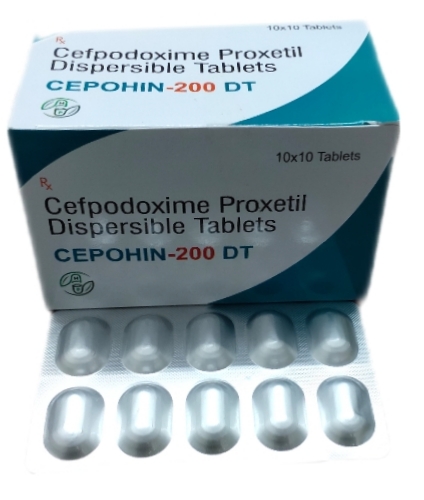 10x10 Tablets
Rx
Cefpodoxime Proxetil
Dispersible Tablets
CEPOHIN-200 DT
10x10 Tablets
Rx
Cefpodoxime Proxetil
Dispersible Tablets
CEPOHIN-200 DT